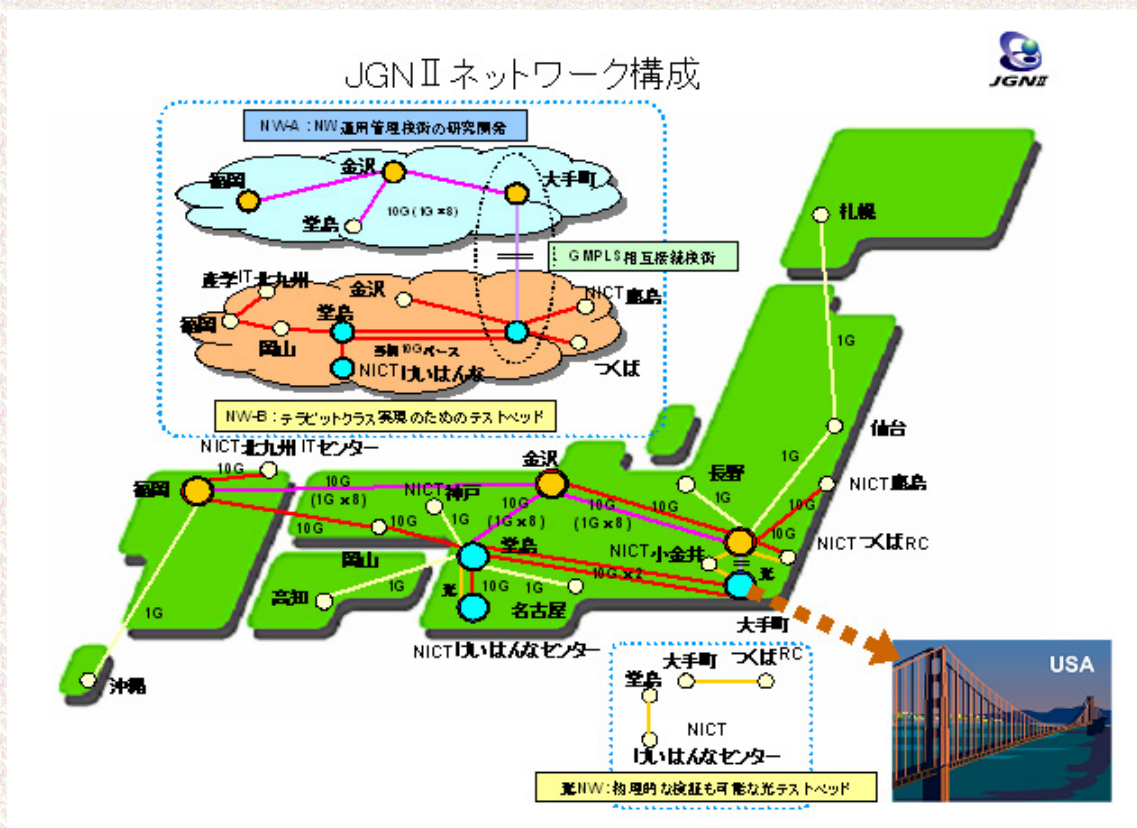 JGNⅡネットワーク構成
JGNⅡ
NW-A：NW運用管理技術の研究開発
福岡
金沢
大手町
堂島
10G (1G×8)
GMPLS相互接続技術
産学IT北九州
金沢
NICT鹿島
福岡
堂島
岡山
各網10Gベース
つくば
NICTけいはんな
NW-B：テラビットクラス実現のためのテストベッド
札幌
1G
仙台
1G
NICT北九州ITセンター
10G
福岡
10G
(1G×8)
10G
10G
岡山
NICT神戸
1G
金沢
10G
(1G×8)
10G
(1G×8)
10G
長野
1G
10G
NICT鹿島
10G
NICTつくばRC
NICT小金井
光
堂島
光
10G
1G
10G×2
名古屋
大手町
高知
1G
NICTけいはんなセンター
1G
沖縄
USA
大手町
つくばRC
堂島
NICT
けいはんなセンター
光NW：物理的な検証も可能な光テストベッド